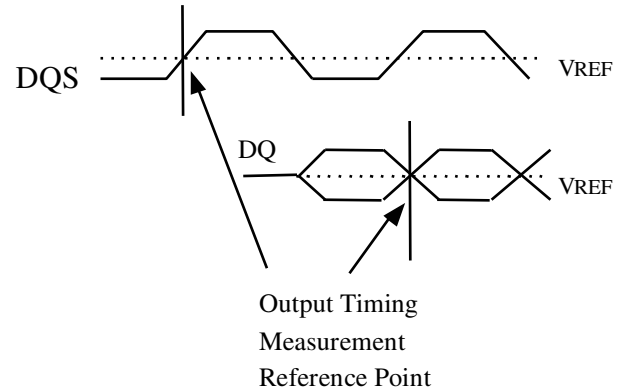 DQS
VREF
DQ
VREF
Output Timing
Measurement
Reference Point